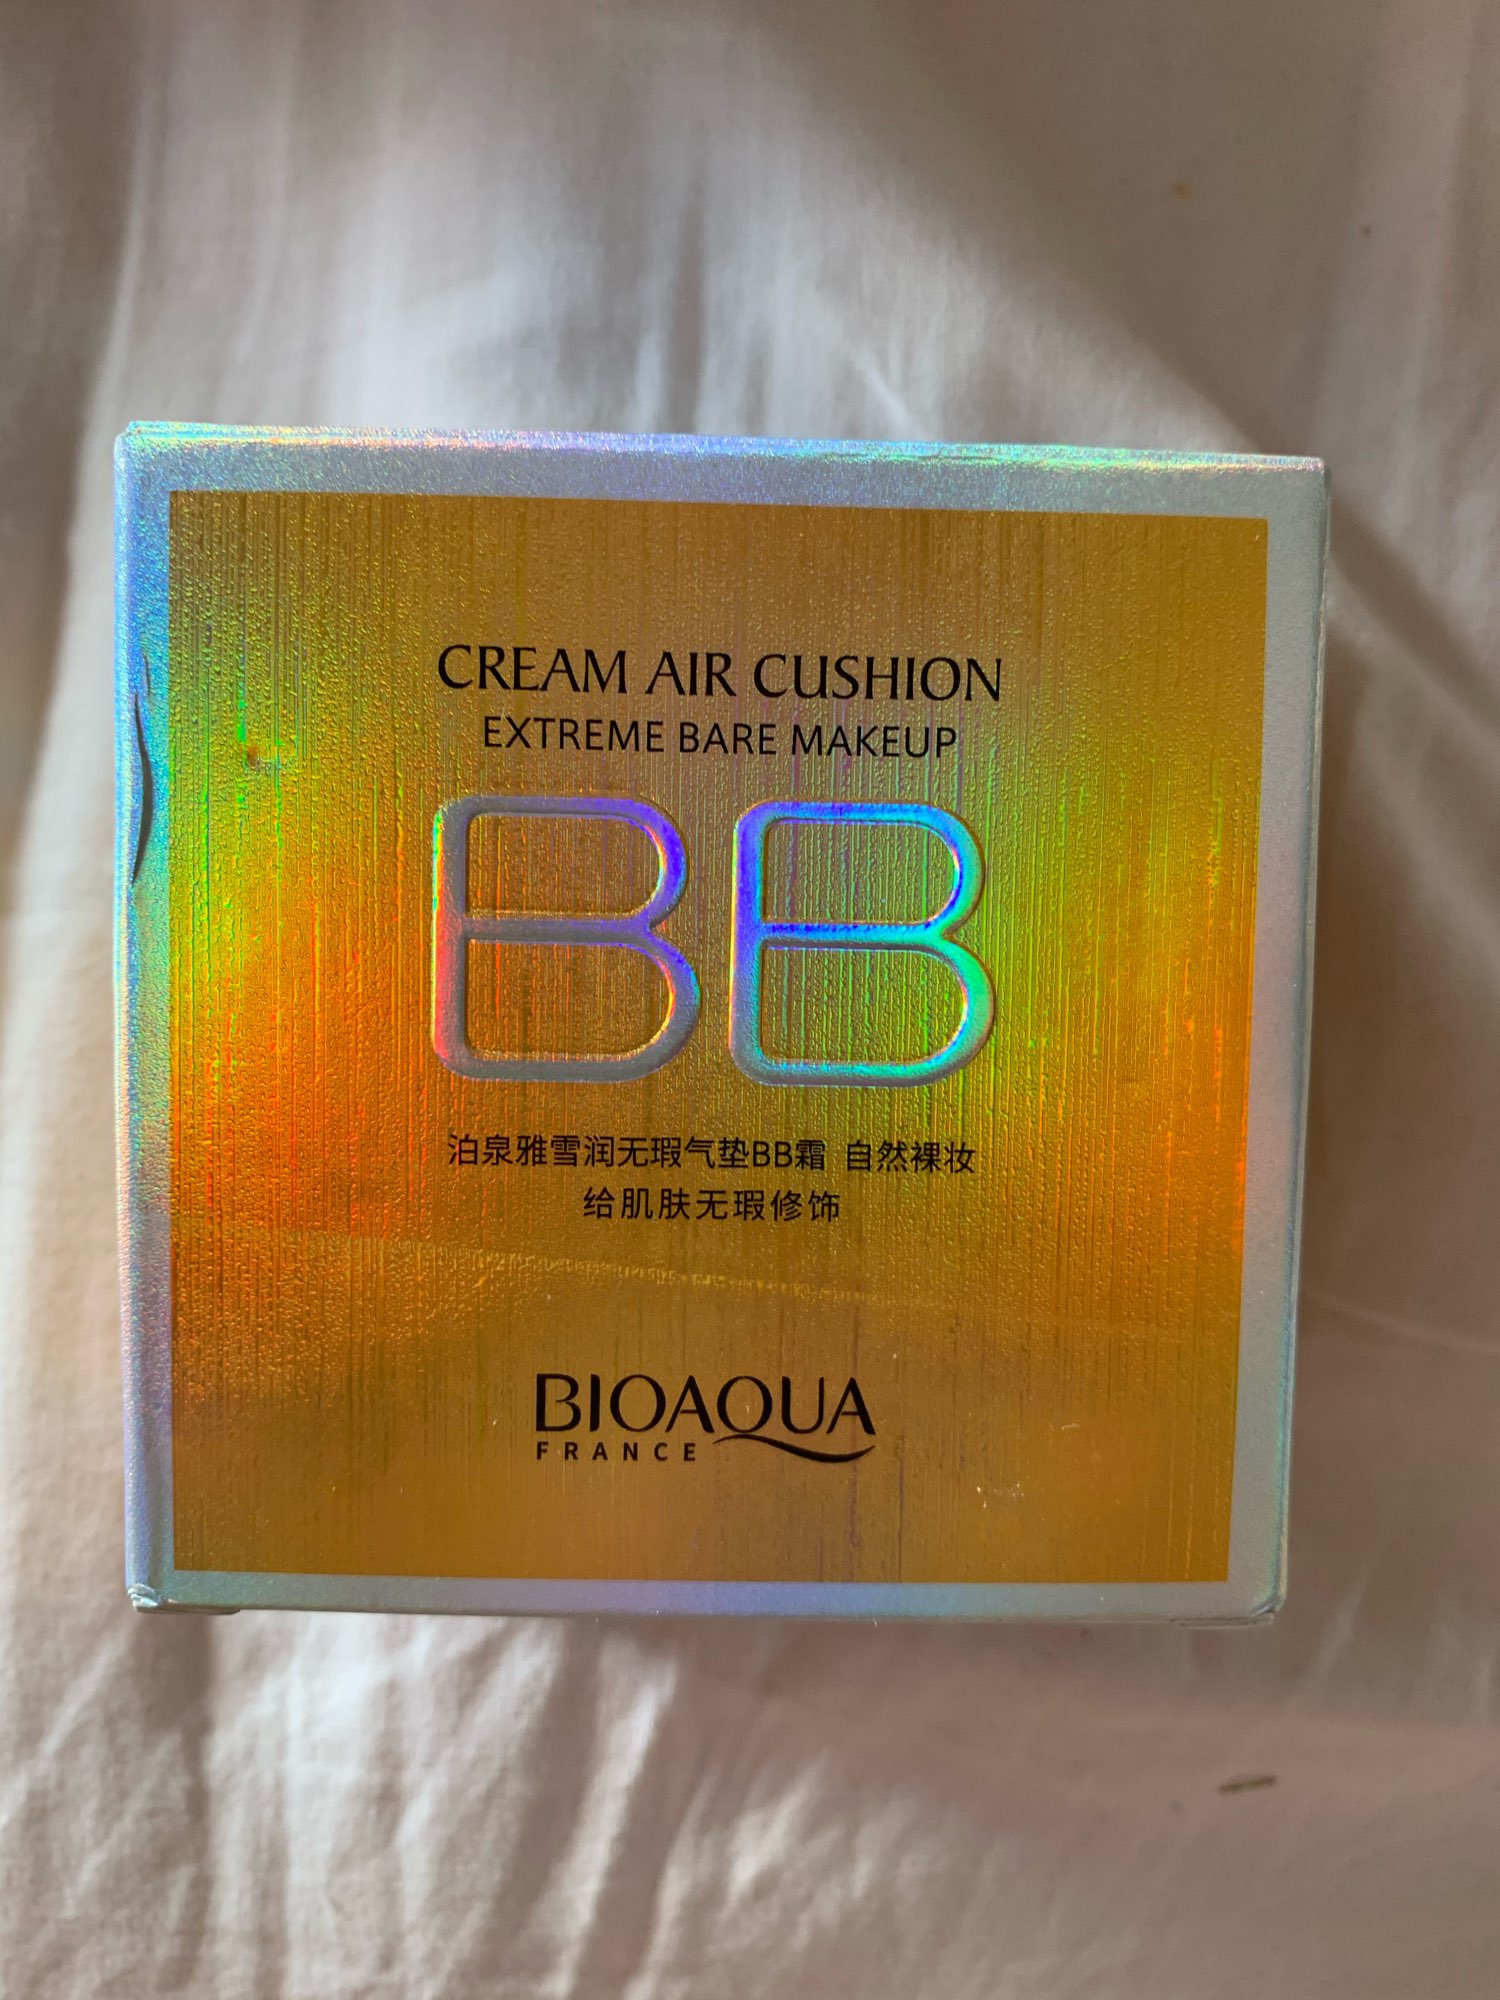 CREAM AIR CUSHION
EXTREME BARE MAKEUP
BB
泊泉雅雪润无瑕气垫BB霜 自然裸妆
给肌肤无瑕修饰
BIOAQUA
FRANCE